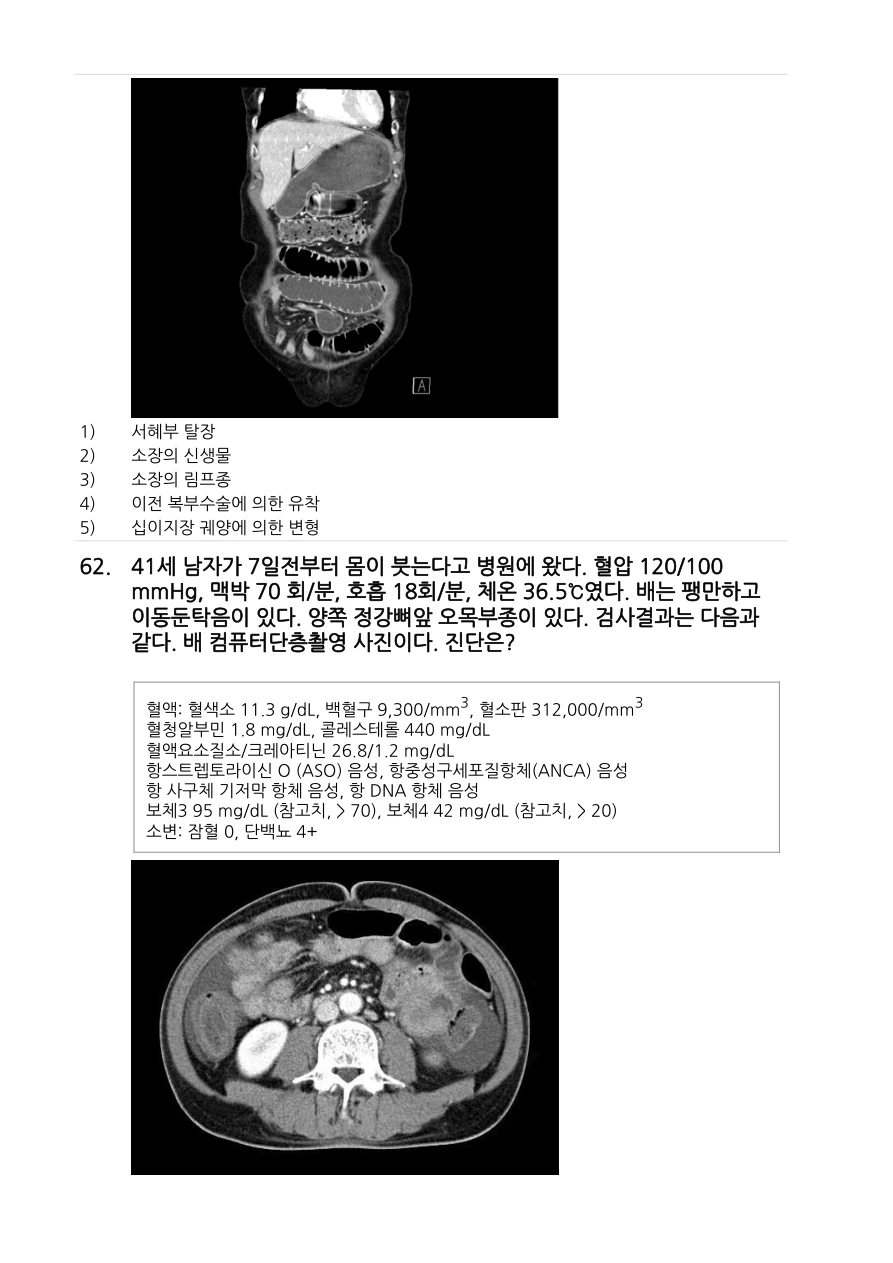 A
1) 서혜부 탈장
2) 소장의 신생물
3) 소장의 림프종
4) 이전 복부수술에 의한 유착
5) 십이지장 궤양에 의한 변형
62. 41세 남자가 7일전부터 몸이 붓는다고 병원에 왔다. 혈압 120/100
mmHg, 맥박 70 회/분, 호흡 18회/분, 체온 36.5℃였다. 배는 팽만하고
이동둔탁음이 있다. 양쪽 정강뼈앞 오목부종이 있다. 검사결과는 다음과
같다. 배 컴퓨터단층촬영 사진이다. 진단은?
혈액: 혈색소 11.3 g/dL, 백혈구 9,300/mm³, 혈소판 312,000/mm³
혈청알부민 1.8 mg/dL, 콜레스테롤 440 mg/dL
혈액요소질소/크레아티닌 26.8/1.2 mg/dL
항스트렙토라이신 O (ASO) 음성, 항중성구세포질항체(ANCA) 음성
항 사구체 기저막 항체 음성, 항 DNA 항체 음성
보체3 95 mg/dL (참고치, > 70), 보체4 42 mg/dL (참고치, > 20)
소변: 잠혈 0, 단백뇨 4+